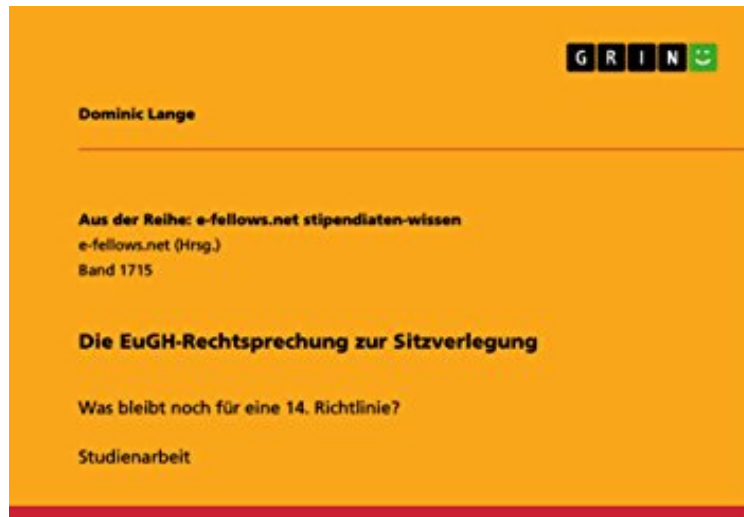 GRIN
Dominic Lange
Aus der Reihe: e-fellows.net stipendiaten-wissen
e-fellows.net (Hrsg.)
Band 1715
Die EuGH-Rechtsprechung zur Sitzverlegung
Was bleibt noch für eine 14. Richtlinie?
Studienarbeit